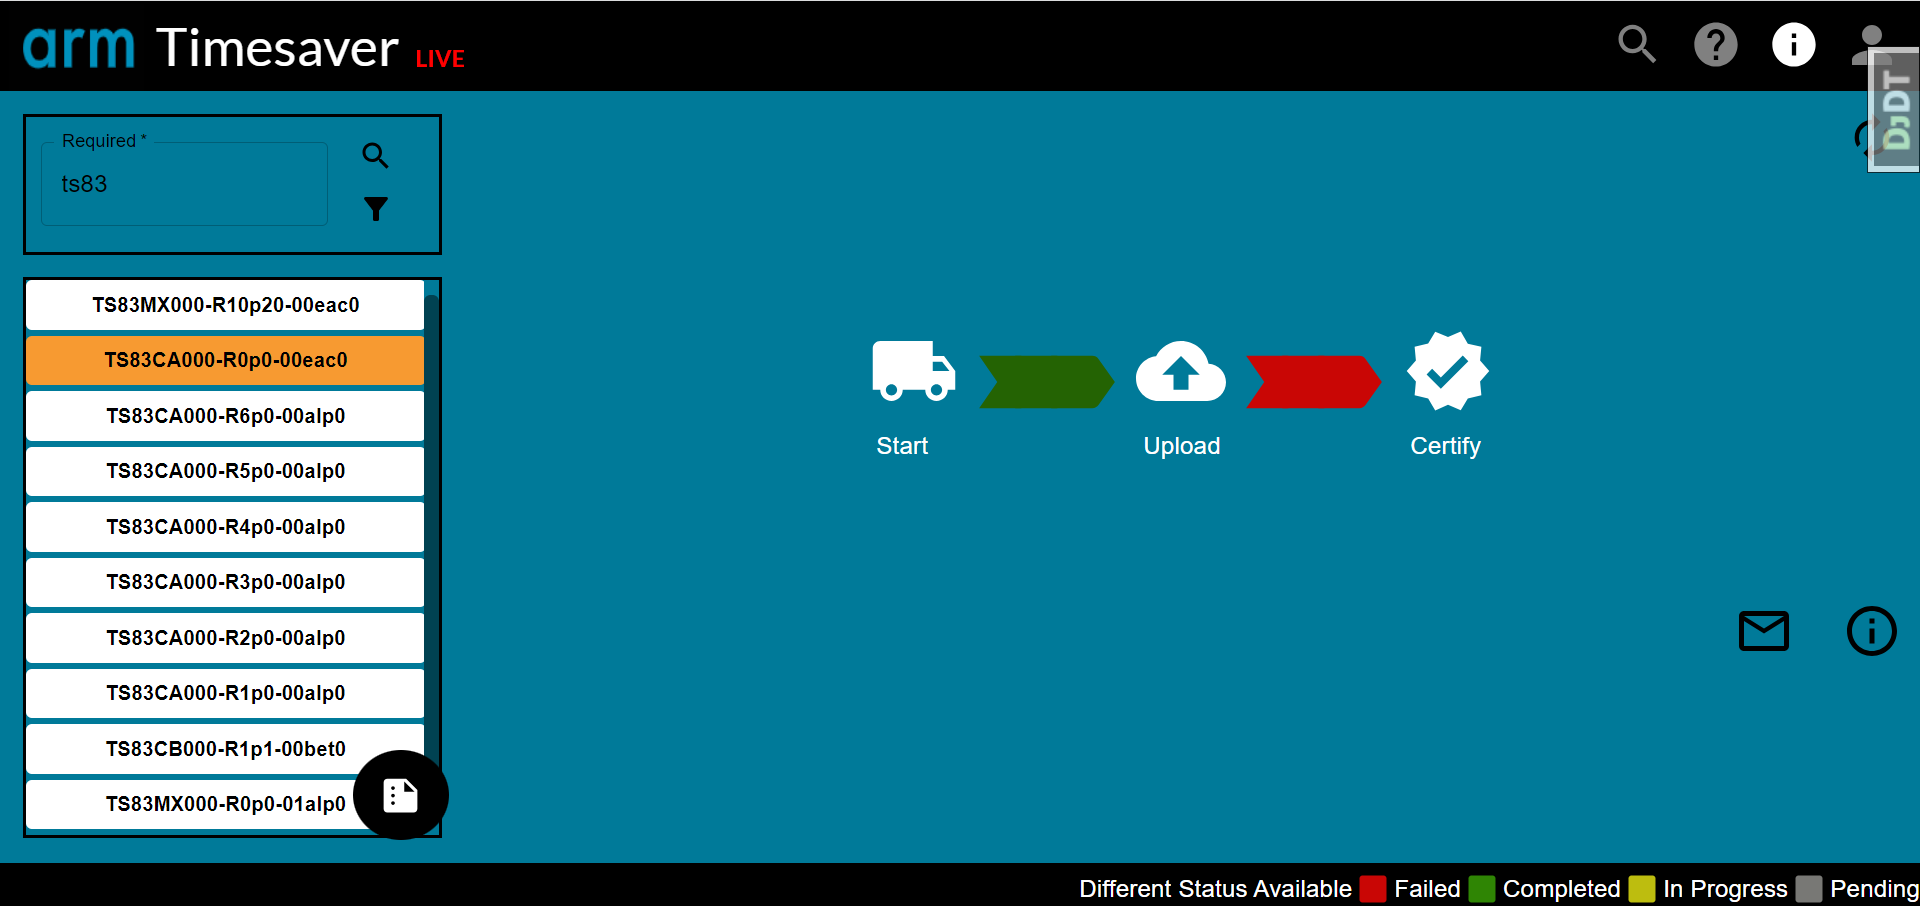 arm Timesaver LIVE
DJDT
Required *
ts83
TS83MX000-R10p20-00eac0
TS83CA000-R0p0-00eac0
TS83CA000-R6p0-00alp0
TS83CA000-R5p0-00alp0
TS83CA000-R4p0-00alp0
TS83CA000-R3p0-00alp0
TS83CA000-R2p0-00alp0
TS83CA000-R1p0-00alp0
TS83CB000-R1p1-00bet0
TS83MX000-R0p0-01alp0
Start Upload Certify
Different Status Available Failed Completed In Progress Pending